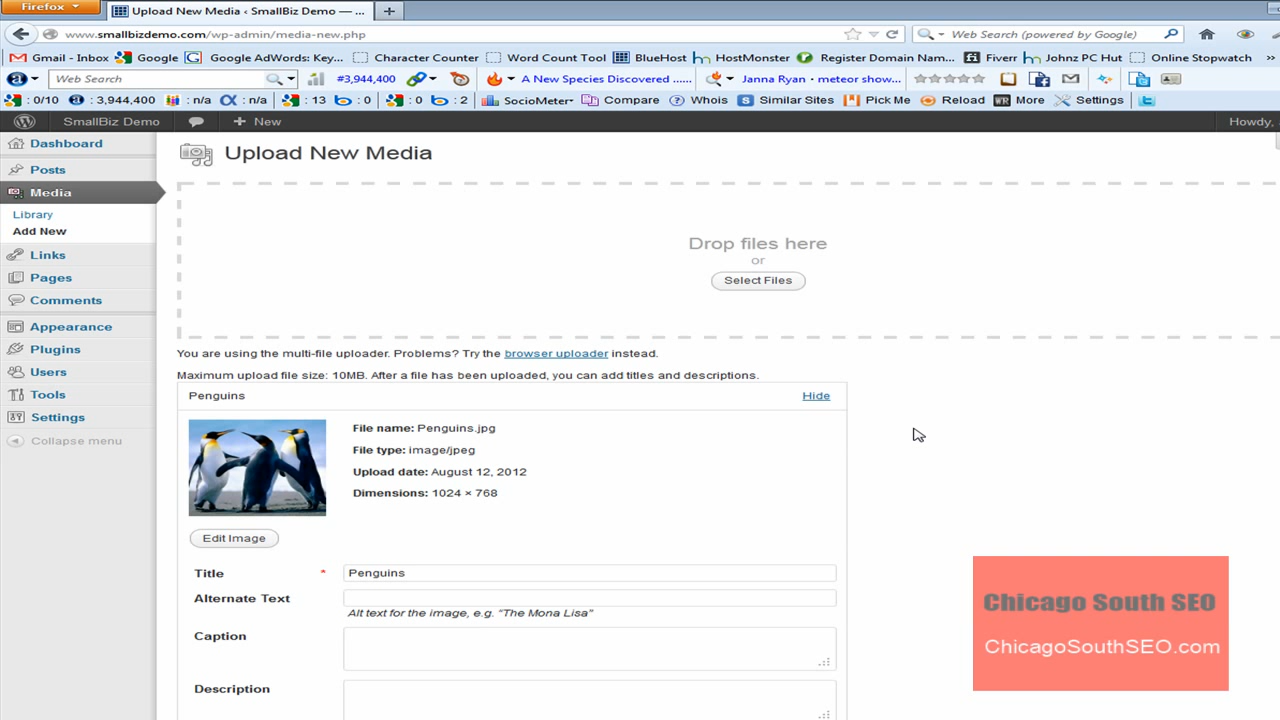 Firefox
Upload New Media ‹ SmallBiz Demo — ...
www.smallbizdemo.com/wp-admin/media-new.php
Web Search (powered by Google)
Gmail - Inbox Google Google AdWords: Key... Character Counter Word Count Tool BlueHost HostMonster Register Domain Nam... Fiverr Johnz PC Hut Online Stopwatch »
a Web Search #3,944,400 A New Species Discovered ...... Janna Ryan - meteor show...
: 0/10 a : 3,944,400 : n/a : n/a : 13 : 0 : 0 : 2 SocioMeter Compare ? Whois S Similar Sites Pick Me Reload WR More Settings
SmallBiz Demo + New Howdy,
Dashboard
Posts
Media
Library
Add New
Links
Pages
Comments
Appearance
Plugins
Users
Tools
Settings
Collapse menu
Upload New Media
Drop files here
or
Select Files
You are using the multi-file uploader. Problems? Try the browser uploader instead.
Maximum upload file size: 10MB. After a file has been uploaded, you can add titles and descriptions.
Penguins Hide
File name: Penguins.jpg
File type: image/jpeg
Upload date: August 12, 2012
Dimensions: 1024 × 768
Edit Image
Title * Penguins
Alternate Text
Alt text for the image, e.g. “The Mona Lisa”
Caption
Description
Chicago South SEO
ChicagoSouthSEO.com